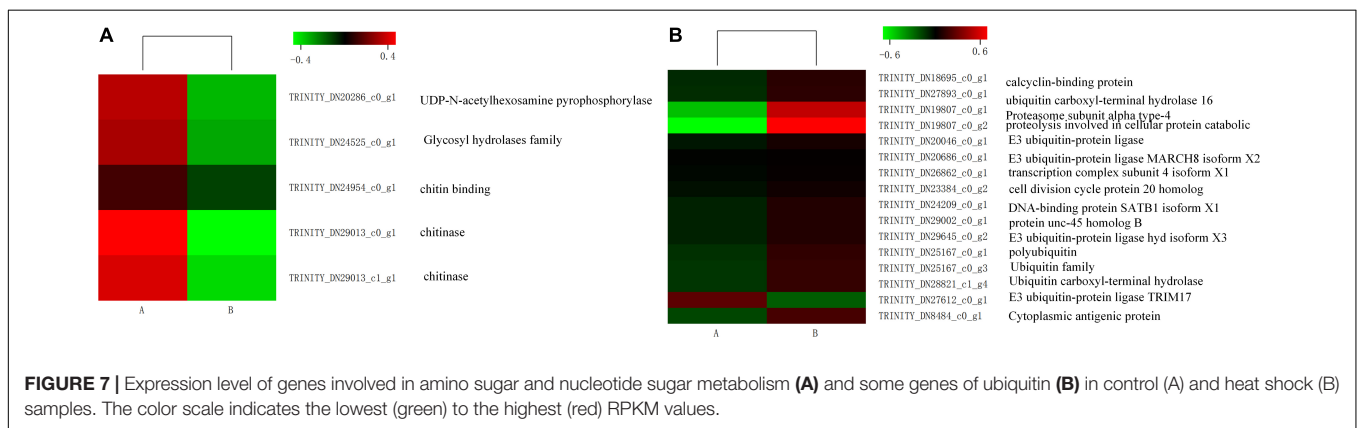 A
-0.4 0.4
TRINITY_DN20286_c0_g1 UDP-N-acetylhexosamine pyrophosphorylase
TRINITY_DN24525_c0_g1 Glycosyl hydrolases family
TRINITY_DN24954_c0_g1 chitin binding
TRINITY_DN29013_c0_g1 chitinase
TRINITY_DN29013_c1_g1 chitinase
A B
B
-0.6 0.6
TRINITY_DN18695_c0_g1 calcyclin-binding protein
TRINITY_DN27893_c0_g1 ubiquitin carboxyl-terminal hydrolase 16
TRINITY_DN19807_c0_g1 Proteasome subunit alpha type-4
TRINITY_DN19807_c0_g2 proteolysis involved in cellular protein catabolic
TRINITY_DN20046_c0_g1 E3 ubiquitin-protein ligase
TRINITY_DN20686_c0_g1 E3 ubiquitin-protein ligase MARCH8 isoform X2
TRINITY_DN26862_c0_g1 transcription complex subunit 4 isoform X1
TRINITY_DN23384_c0_g2 cell division cycle protein 20 homolog
TRINITY_DN24209_c0_g1 DNA-binding protein SATB1 isoform X1
TRINITY_DN29002_c0_g1 protein unc-45 homolog B
TRINITY_DN29645_c0_g2 E3 ubiquitin-protein ligase hyd isoform X3
TRINITY_DN25167_c0_g1 polyubiquitin
TRINITY_DN25167_c0_g3 Ubiquitin family
TRINITY_DN28821_c1_g4 Ubiquitin carboxyl-terminal hydrolase
TRINITY_DN27612_c0_g1 E3 ubiquitin-protein ligase TRIM17
TRINITY_DN8484_c0_g1 Cytoplasmic antigenic protein
A B
FIGURE 7 | Expression level of genes involved in amino sugar and nucleotide sugar metabolism (A) and some genes of ubiquitin (B) in control (A) and heat shock (B)
samples. The color scale indicates the lowest (green) to the highest (red) RPKM values.